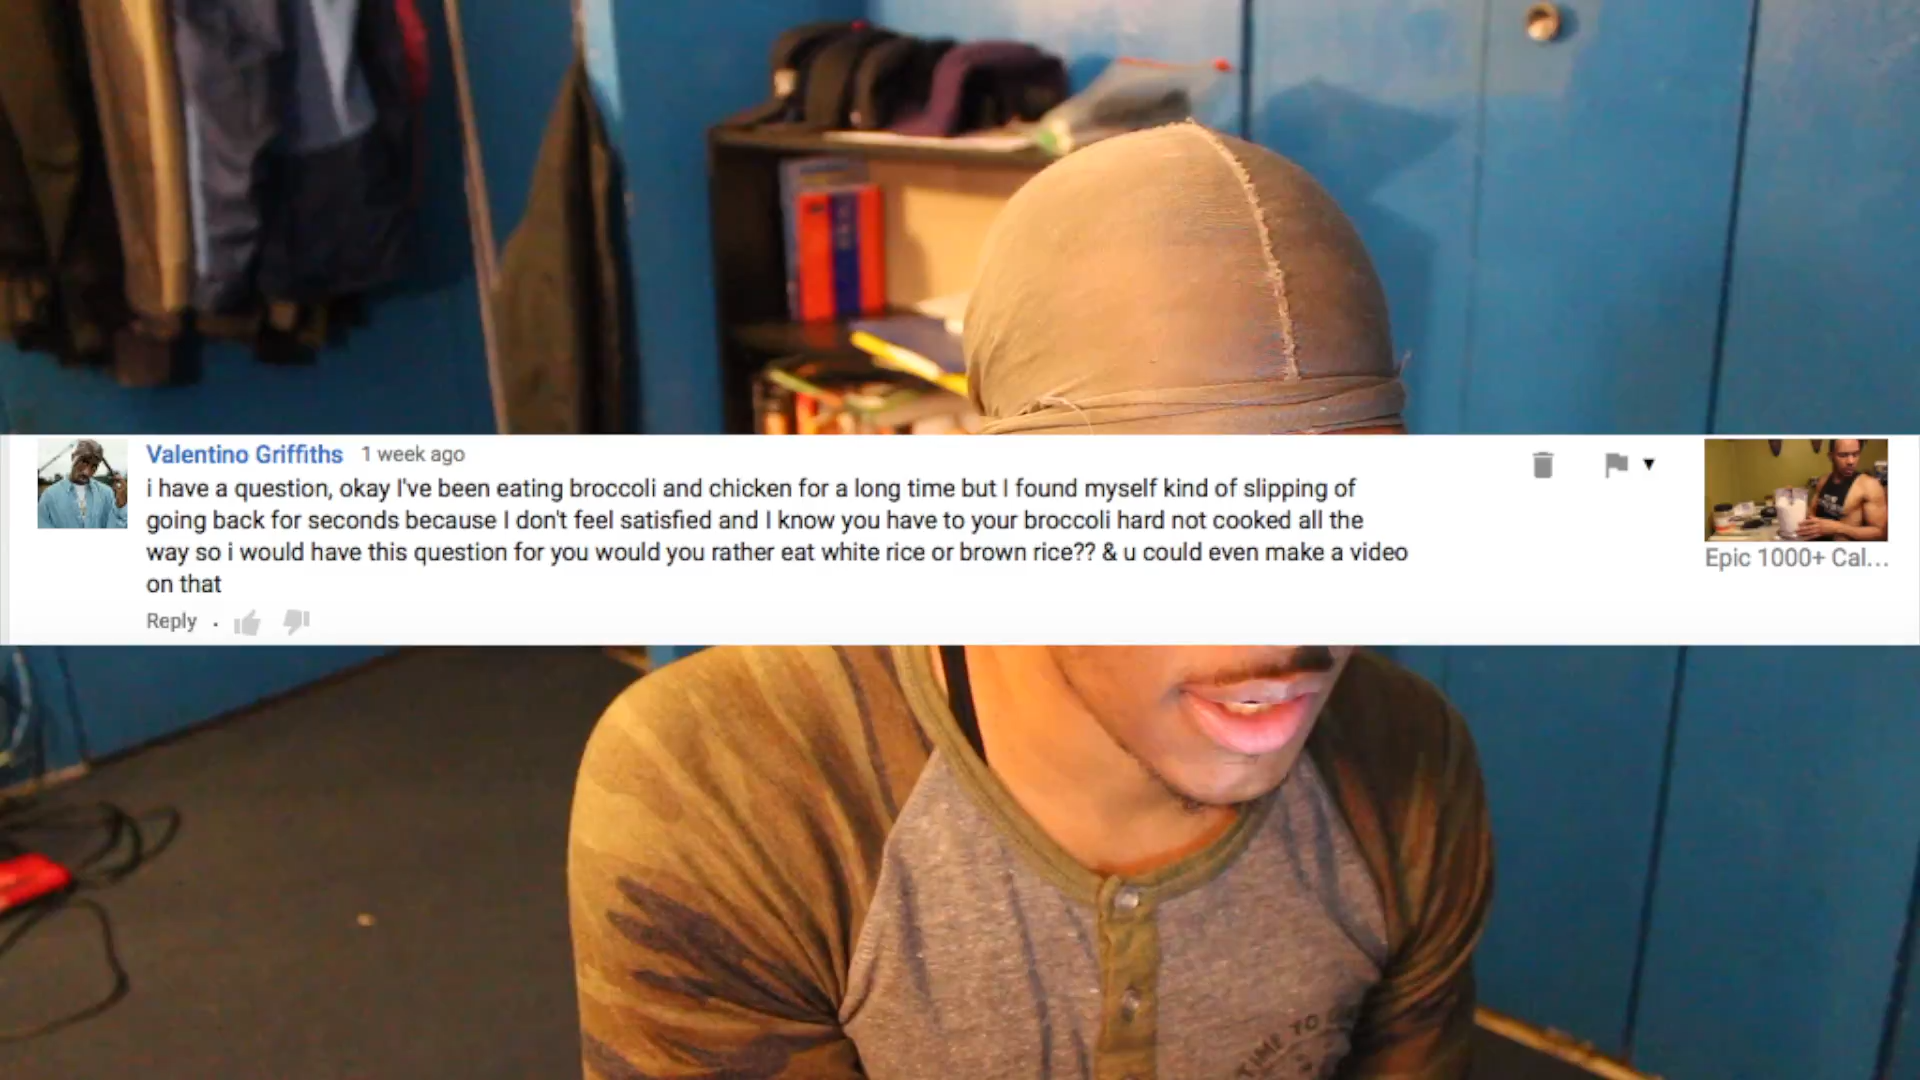 Valentino Griffiths 1 week ago
i have a question, okay I've been eating broccoli and chicken for a long time but I found myself kind of slipping of
going back for seconds because I don't feel satisfied and I know you have to your broccoli hard not cooked all the
way so i would have this question for you would you rather eat white rice or brown rice?? & u could even make a video
on that
Reply .
Epic 1000+ Cal...
TIME TO